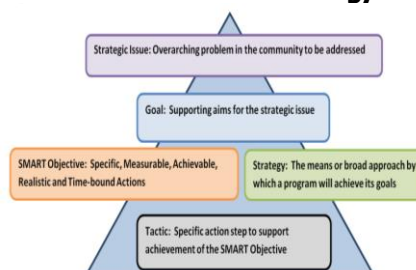 Strategic Issue: Overarching problem in the community to be addressed
Goal: Supporting aims for the strategic issue
SMART Objective: Specific, Measurable, Achievable,
Realistic and Time-bound Actions
Strategy: The means or broad approach by
which a program will achieve its goals
Tactic: Specific action step to support
achievement of the SMART Objective